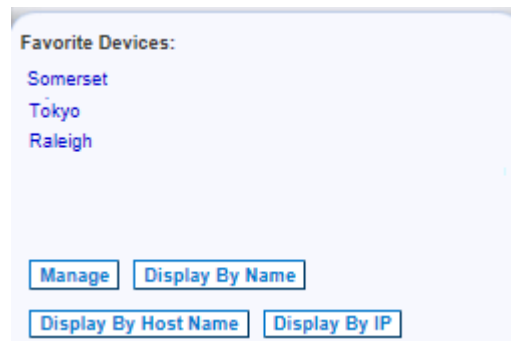 Favorite Devices:
Somerset
Tokyo
Raleigh
Manage Display By Name
Display By Host Name Display By IP